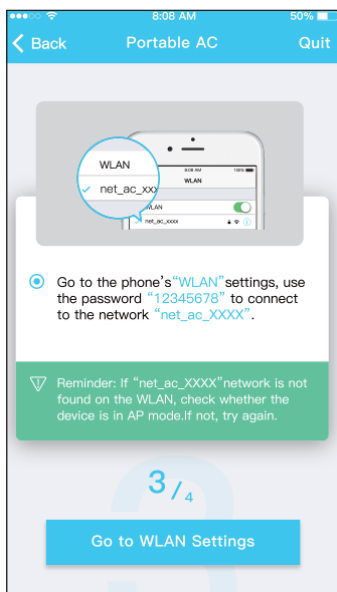 8:08 AM
50%
Back
Portable AC
Quit
WLAN
net_ac_xxx
8:08 AM
100%
WLAN
WLAN
net_ac_xxxx
Go to the phone's“WLAN”settings, use
the password “12345678” to connect
to the network “net_ac_XXXX”.
Reminder: If “net_ac_XXXX”network is not
found on the WLAN, check whether the
device is in AP mode.If not, try again.
3/4
Go to WLAN Settings